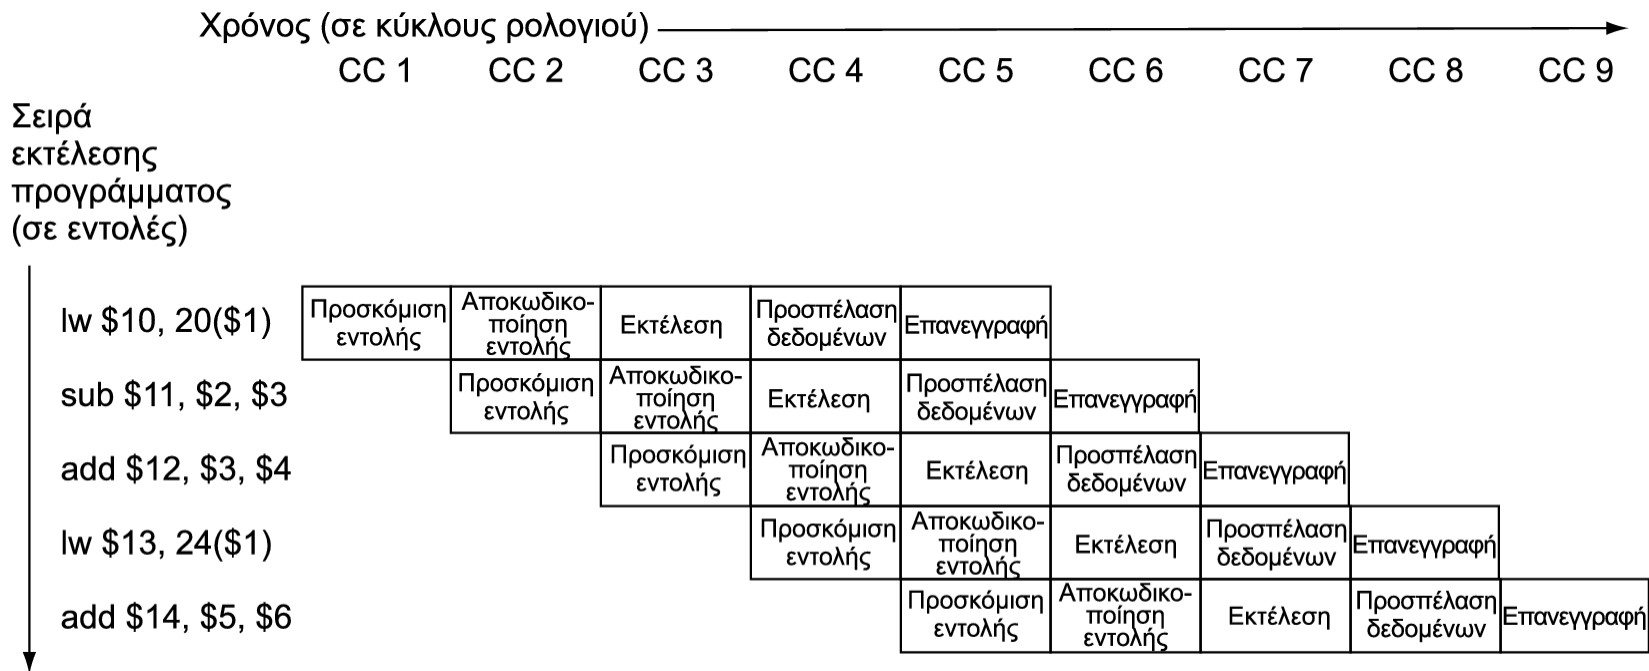 Χρόνος (σε κύκλους ρολογιού)
CC 1 CC 2 CC 3 CC 4 CC 5 CC 6 CC 7 CC 8 CC 9
Σειρά
εκτέλεσης
προγράμματος
(σε εντολές)
lw $10, 20($1)
Προσκόμιση
εντολής
Αποκωδικο-
ποίηση
εντολής
Εκτέλεση
Προσπέλαση
δεδομένων
Επανεγγραφή
sub $11, $2, $3
Προσκόμιση
εντολής
Αποκωδικο-
ποίηση
εντολής
Εκτέλεση
Προσπέλαση
δεδομένων
Επανεγγραφή
add $12, $3, $4
Προσκόμιση
εντολής
Αποκωδικο-
ποίηση
εντολής
Εκτέλεση
Προσπέλαση
δεδομένων
Επανεγγραφή
lw $13, 24($1)
Προσκόμιση
εντολής
Αποκωδικο-
ποίηση
εντολής
Εκτέλεση
Προσπέλαση
δεδομένων
Επανεγγραφή
add $14, $5, $6
Προσκόμιση
εντολής
Αποκωδικο-
ποίηση
εντολής
Εκτέλεση
Προσπέλαση
δεδομένων
Επανεγγραφή